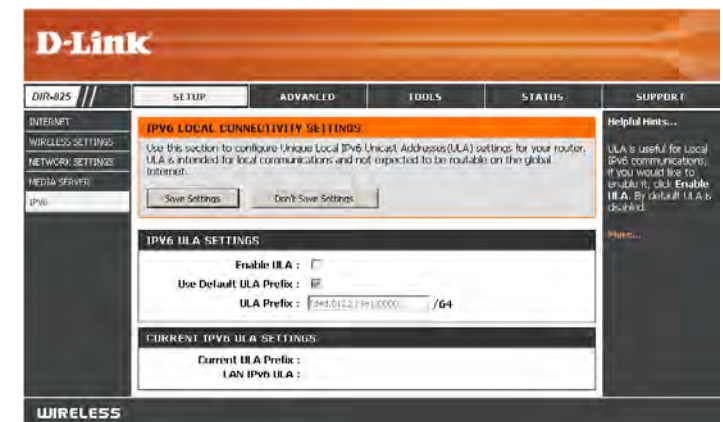 D-Link
DIR-825 /// SETUP ADVANCED TOOLS STATUS SUPPORT
INTERNET
WIRELESS SETTINGS
NETWORK SETTINGS
MEDIA SERVER
IPV6
IPV6 LOCAL CONNECTIVITY SETTINGS
Use this section to configure Unique Local IPv6 Unicast Addresses(ULA) settings for your router.
ULA is intended for local communications and not expected to be routable on the global
Internet.
Save Settings Don't Save Settings
IPV6 ULA SETTINGS
Enable ULA :
Use Default ULA Prefix :
ULA Prefix : /64
CURRENT IPV6 ULA SETTINGS
Current ULA Prefix :
LAN IPv6 ULA :
Helpful Hints...
ULA is useful for Local
IPv6 communications,
if you would like to
enable it, click Enable
ULA. By default ULA is
disabled.
More...
WIRELESS